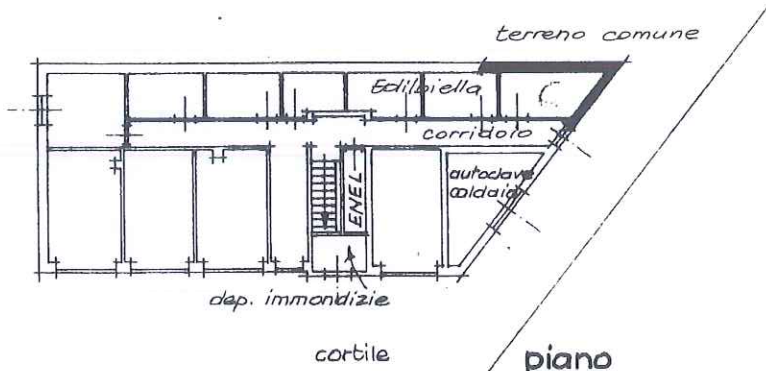 terreno comune
Edilbiella
corridoio
autoclave
caldaia
ENEL
dep. immondizie
cortile
piano